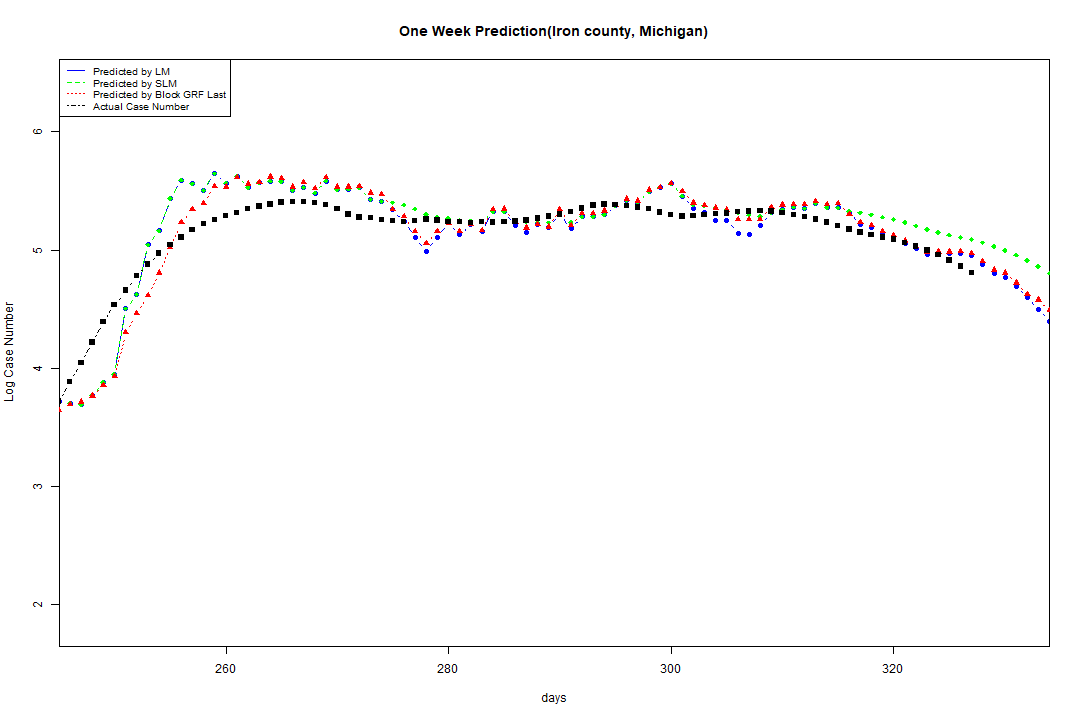 One Week Prediction(Iron county, Michigan)
Predicted by LM
Predicted by SLM
Predicted by Block GRF Last
Actual Case Number
6
5
4
3
2
Log Case Number
260 280 300 320
days